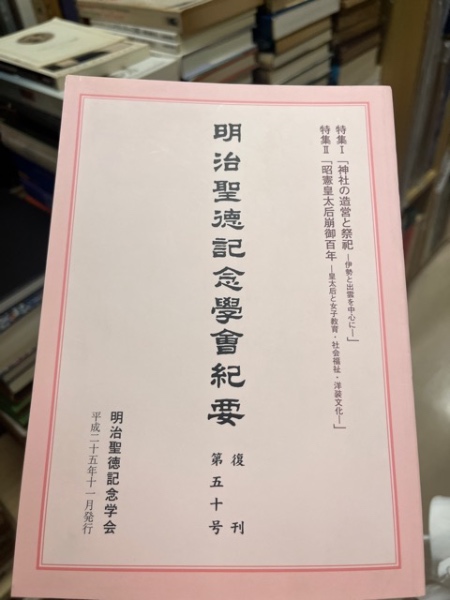 特集Ⅰ「神社の造営と祭祀―伊勢と出雲を中心に―」
特集Ⅱ「昭憲皇太后崩御百年―皇太后と女子教育・社会福祉・洋装文化―」
明治聖德記念學會紀要
復刊
第五十号
明治聖徳記念学会
平成二十五年十一月発行